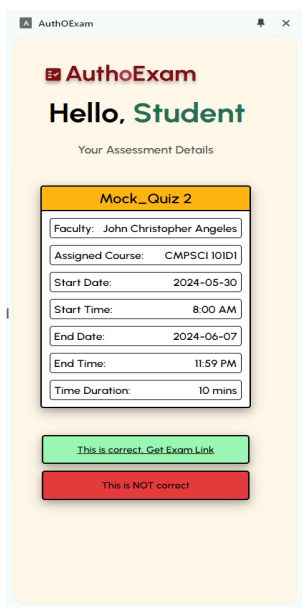 A AuthOExam
AuthoExam
Hello, Student
Your Assessment Details
Mock_Quiz 2
Faculty: John Christopher Angeles
Assigned Course: CMPSCI 101D1
Start Date: 2024-05-30
Start Time: 8:00 AM
End Date: 2024-06-07
End Time: 11:59 PM
Time Duration: 10 mins
This is correct, Get Exam Link
This is NOT correct